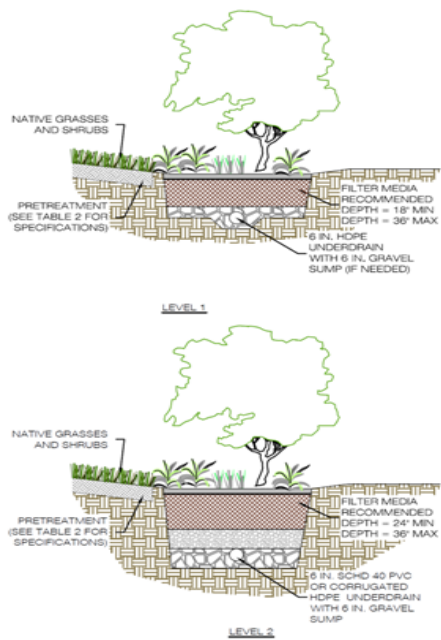 NATIVE GRASSES
AND SHRUBS
PRETREATMENT
(SEE TABLE 2 FOR
SPECIFICATIONS)
FILTER MEDIA
RECOMMENDED
DEPTH = 18" MIN
DEPTH = 36" MAX
6 IN. HDPE
UNDERDRAIN
WITH 6 IN. GRAVEL
SUMP (IF NEEDED)
LEVEL 1
NATIVE GRASSES
AND SHRUBS
PRETREATMENT
(SEE TABLE 2 FOR
SPECIFICATIONS)
FILTER MEDIA
RECOMMENDED
DEPTH = 24" MIN
DEPTH = 36" MAX
6 IN. SCHD 40 PVC
OR CORRUGATED
HDPE UNDERDRAIN
WITH 6 IN. GRAVEL
SUMP
LEVEL 2